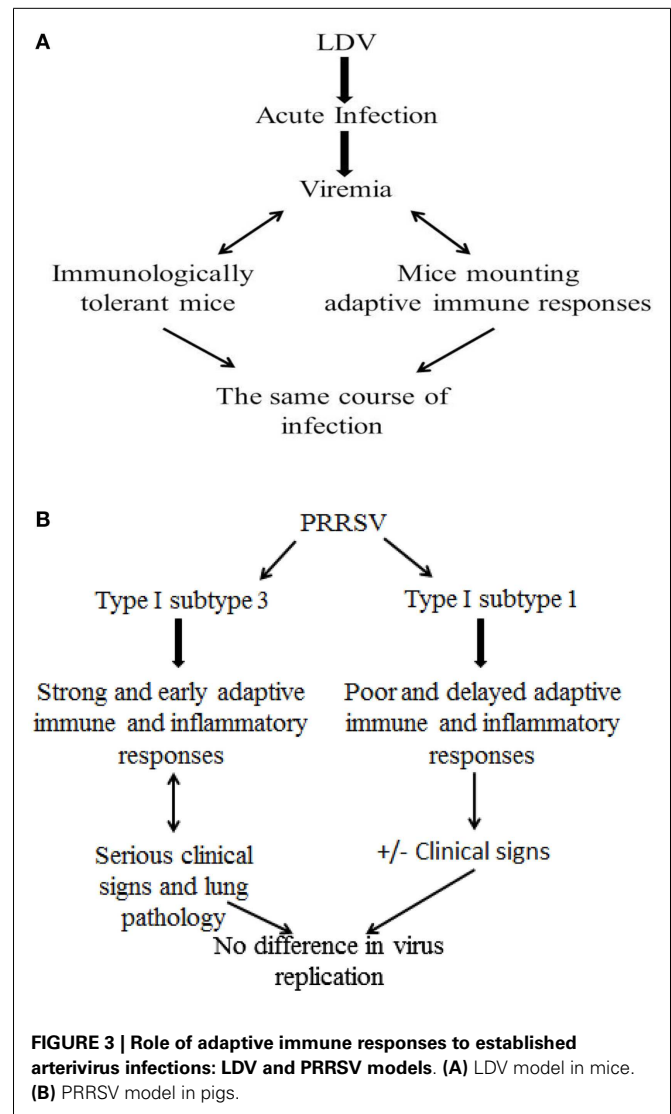 A
LDV
Acute Infection
Viremia
Immunologically
tolerant mice
Mice mounting
adaptive immune responses
The same course of
infection
B
PRRSV
Type I subtype 3
Type I subtype 1
Strong and early adaptive
immune and inflammatory
responses
Poor and delayed adaptive
immune and inflammatory
responses
Serious clinical
signs and lung
pathology
+/- Clinical signs
No difference in virus
replication
FIGURE 3 | Role of adaptive immune responses to established
arterivirus infections: LDV and PRRSV models. (A) LDV model in mice.
(B) PRRSV model in pigs.